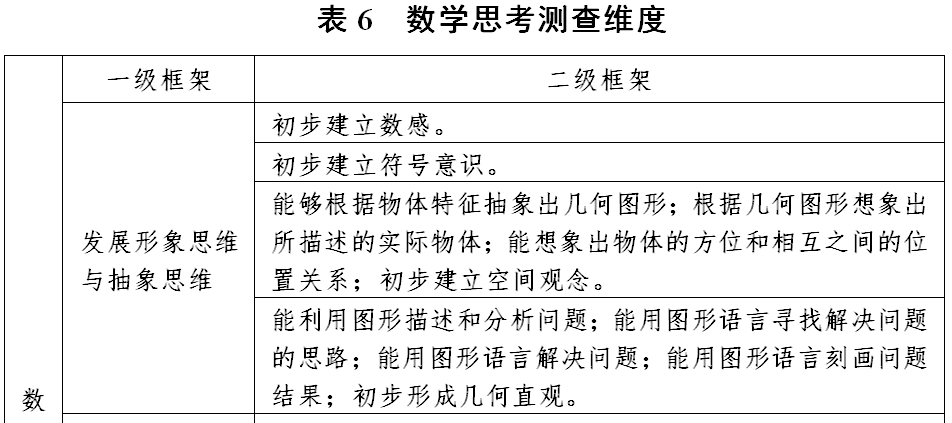 表 6 数学思考测查维度
一级框架 二级框架
初步建立数感。
初步建立符号意识。
能够根据物体特征抽象出几何图形；根据几何图形想象出
所描述的实际物体；能想象出物体的方位和相互之间的位
置关系；初步建立空间观念。
发展形象思维
与抽象思维
能利用图形描述和分析问题；能用图形语言寻找解决问题
的思路；能用图形语言解决问题；能用图形语言刻画问题
结果；初步形成几何直观。
数